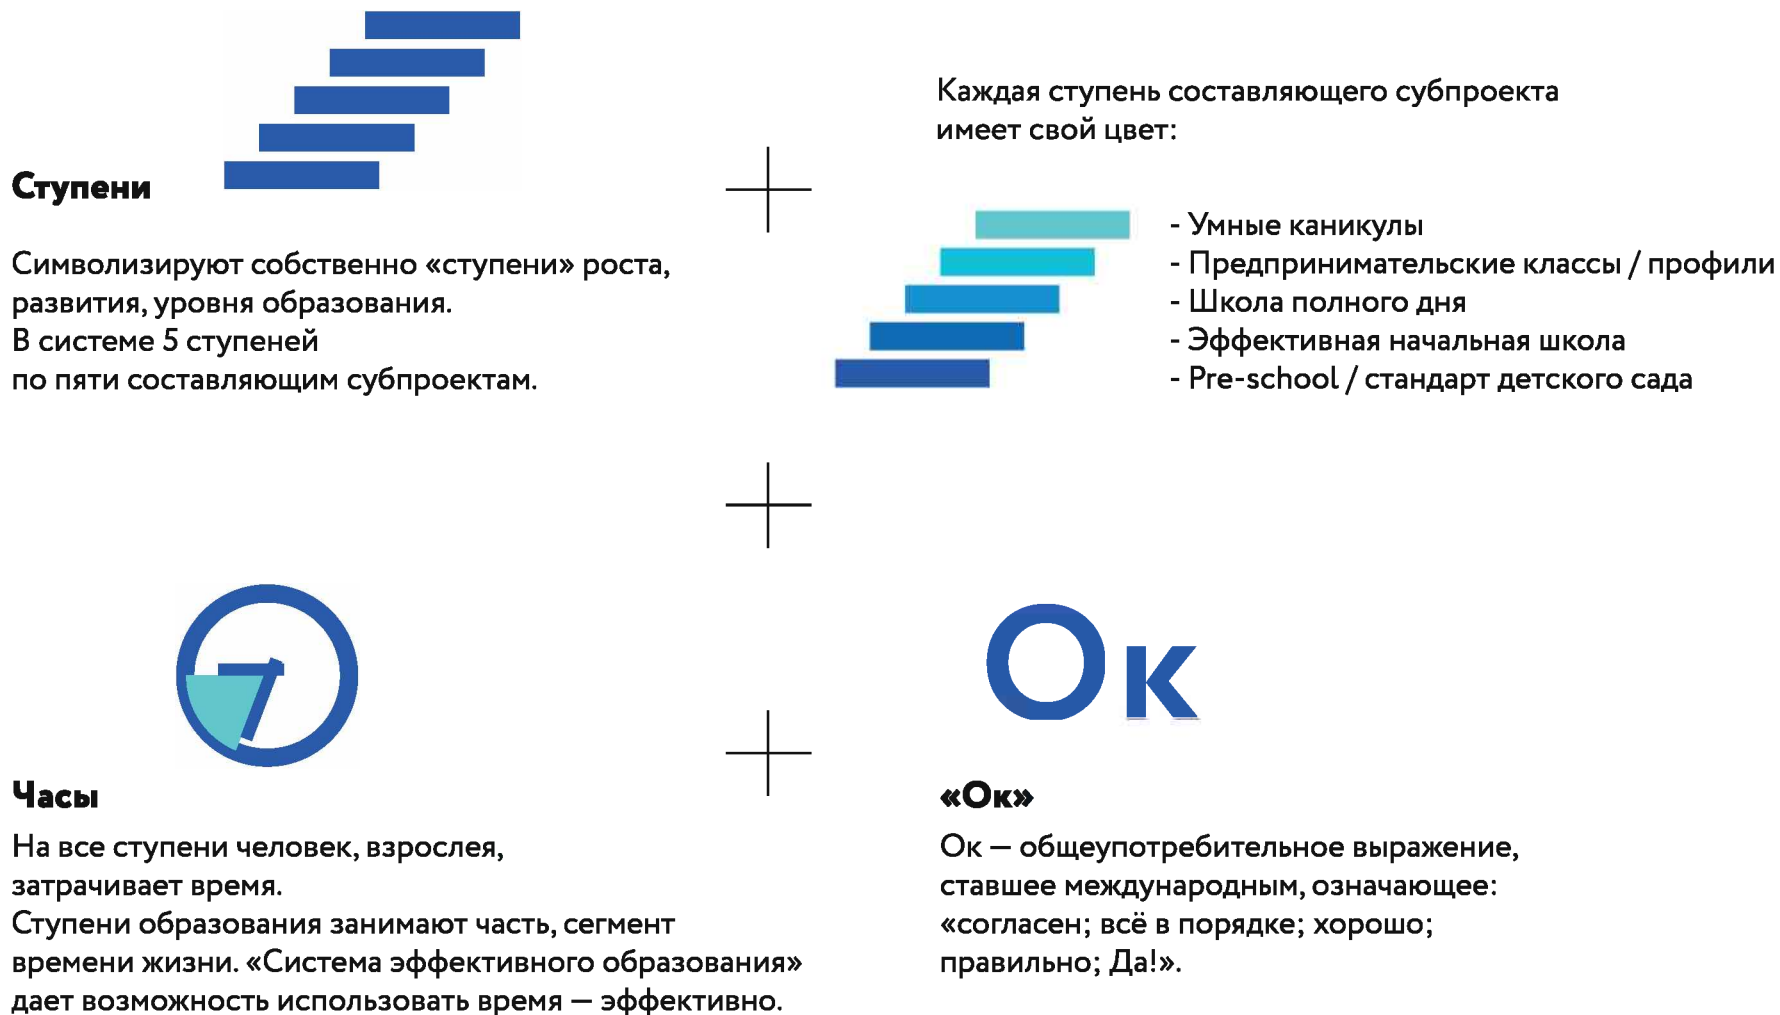 Ступени
Символизируют собственно «ступени» роста,
развития, уровня образования.
В системе 5 ступеней
по пяти составляющим субпроектам.
Каждая ступень составляющего субпроекта
имеет свой цвет:
- Умные каникулы
- Предпринимательские классы / профили
- Школа полного дня
- Эффективная начальная школа
- Pre-school / стандарт детского сада
Часы
На все ступени человек, взрослея,
затрачивает время.
Ступени образования занимают часть, сегмент
времени жизни. «Система эффективного образования»
дает возможность использовать время — эффективно.
Ок
«Ок»
Ок — общеупотребительное выражение,
ставшее международным, означающее:
«согласен; всё в порядке; хорошо;
правильно; Да!».